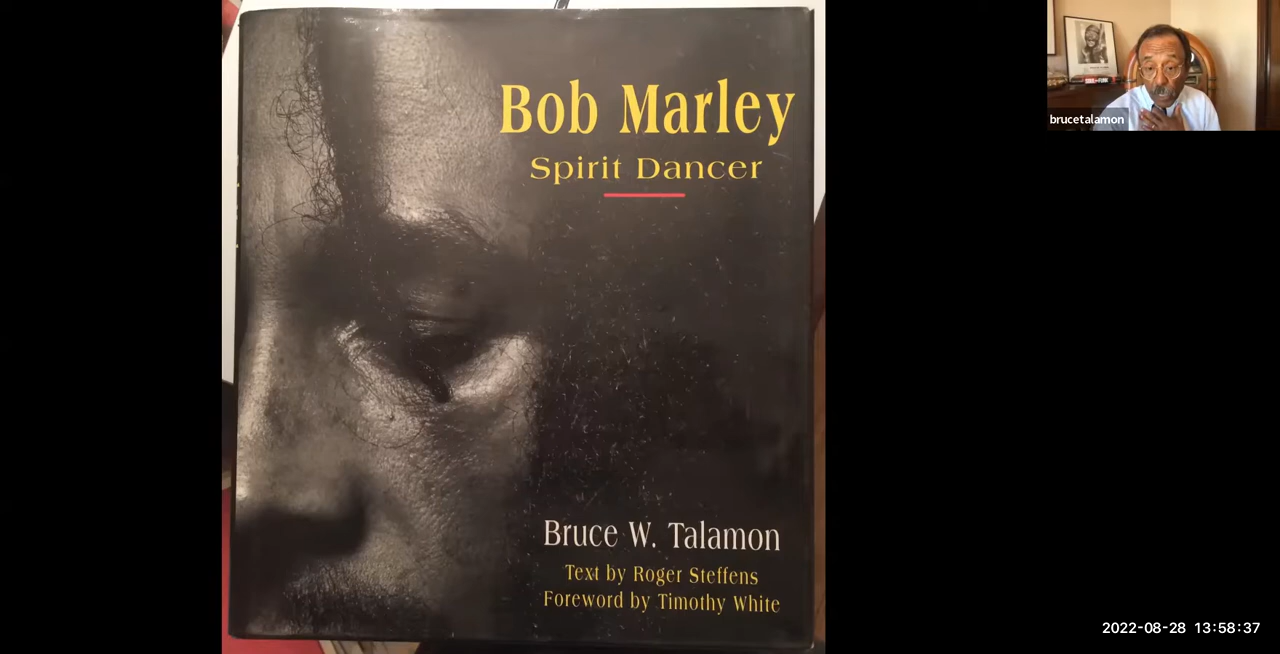 Bob Marley
Spirit Dancer
Bruce W. Talamon
Text by Roger Steffens
Foreword by Timothy White
brucetalamon
2022-08-28 13:58:37